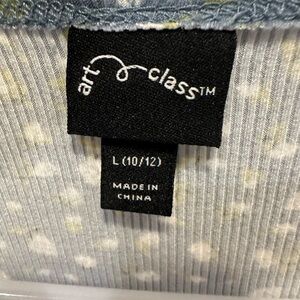 art class™
L (10/12)
MADE IN
CHINA